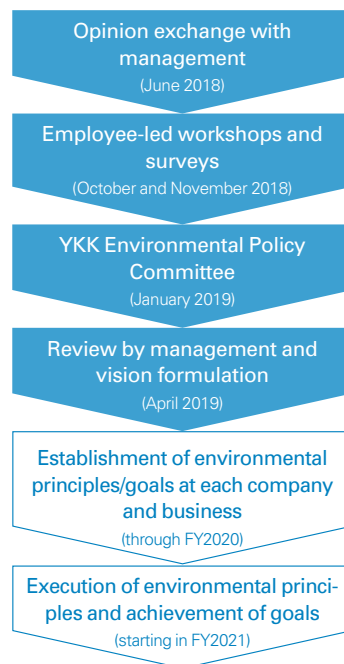 Opinion exchange with
management
(June 2018)
Employee-led workshops and
surveys
(October and November 2018)
YKK Environmental Policy
Committee
(January 2019)
Review by management and
vision formulation
(April 2019)
Establishment of environmental
principles/goals at each company
and business
(through FY2020)
Execution of environmental princi-
ples and achievement of goals
(starting in FY2021)